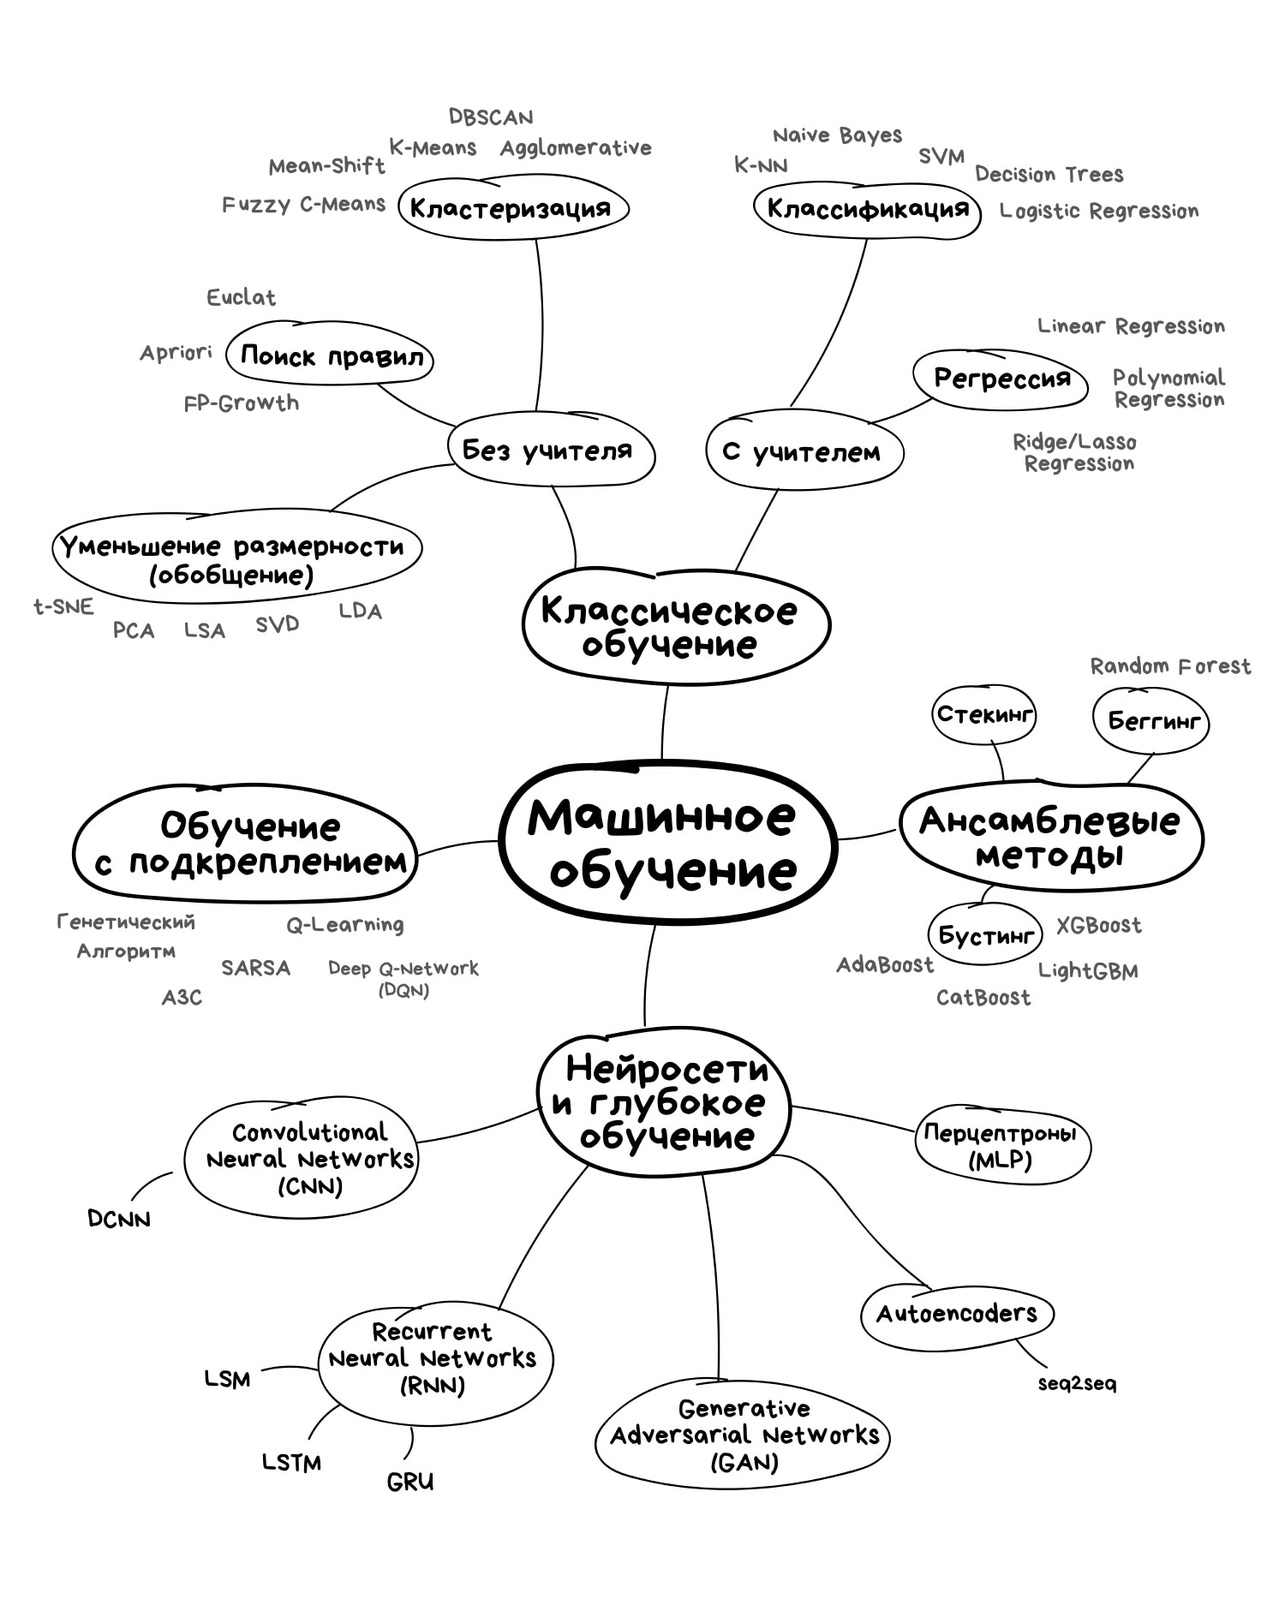 DBSCAN
K-Means
Agglomerative
Mean-Shift
Fuzzy C-Means
Кластеризация
Naive Bayes
K-NN
SVM
Decision Trees
Классификация
Logistic Regression
Euclat
Apriori
Поиск правил
FP-Growth
Linear Regression
Регрессия
Polynomial
Regression
Ridge/Lasso
Regression
Без учителя
С учителем
Уменьшение размерности
(обобщение)
t-SNE
PCA
LSA
SVD
LDA
Классическое
обучение
Random Forest
Стекинг
Беггинг
Машинное
обучение
Обучение
с подкреплением
Генетический
Алгоритм
Q-Learning
SARSA
Deep Q-Network
(DQN)
A3C
Ансамблевые
методы
Бустинг
XGBoost
AdaBoost
LightGBM
CatBoost
Нейросети
и глубокое
обучение
Convolutional
Neural Networks
(CNN)
DCNN
Перцептроны
(MLP)
Autoencoders
seq2seq
Recurrent
Neural Networks
(RNN)
LSM
LSTM
GRU
Generative
Adversarial Networks
(GAN)